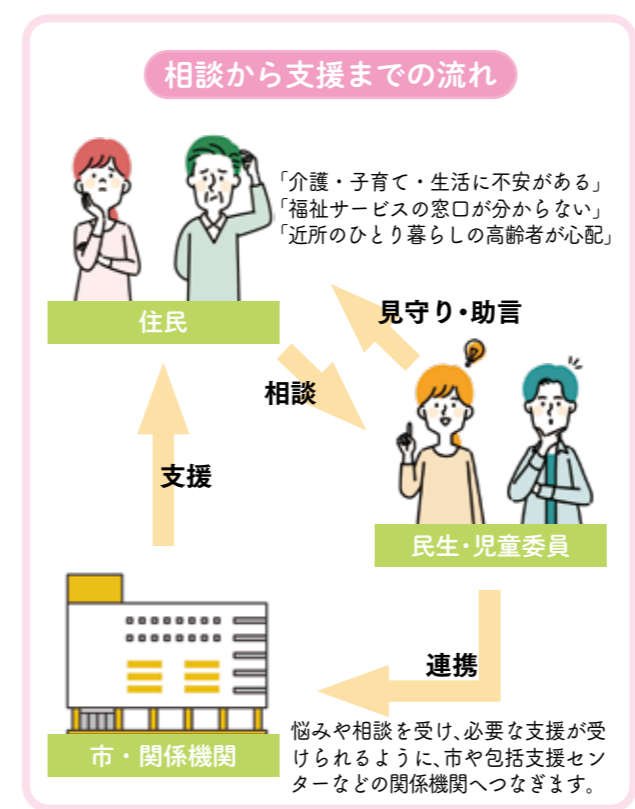 相談から支援までの流れ
「介護・子育て・生活に不安がある」
「福祉サービスの窓口が分からない」
「近所のひとり暮らしの高齢者が心配」
住民
見守り・助言
相談
支援
民生・児童委員
連携
市・関係機関
悩みや相談を受け、必要な支援が受
けられるように、市や包括支援セン
ターなどの関係機関へつなぎます。